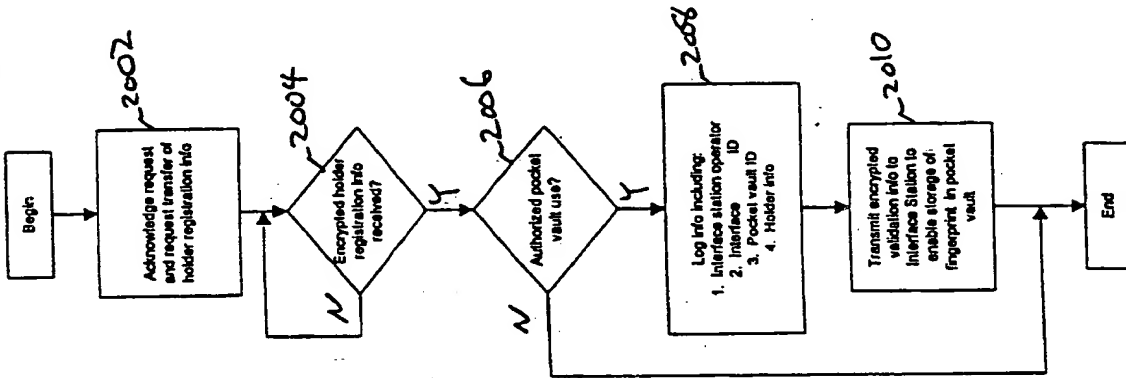 Begin
2002
Acknowledge request
and request transfer of
holder registration info
2004
Encrypted holder
registration info
received?
N
Y
2006
Authorized pocket
vault use?
N
Y
2008
Log info including:
1. Interface station operator
2. Interface ID
3. Pocket vault ID
4. Holder info
2010
Transmit encrypted
validation info to
Interface Station to
enable storage of
fingerprint in pocket
vault
End